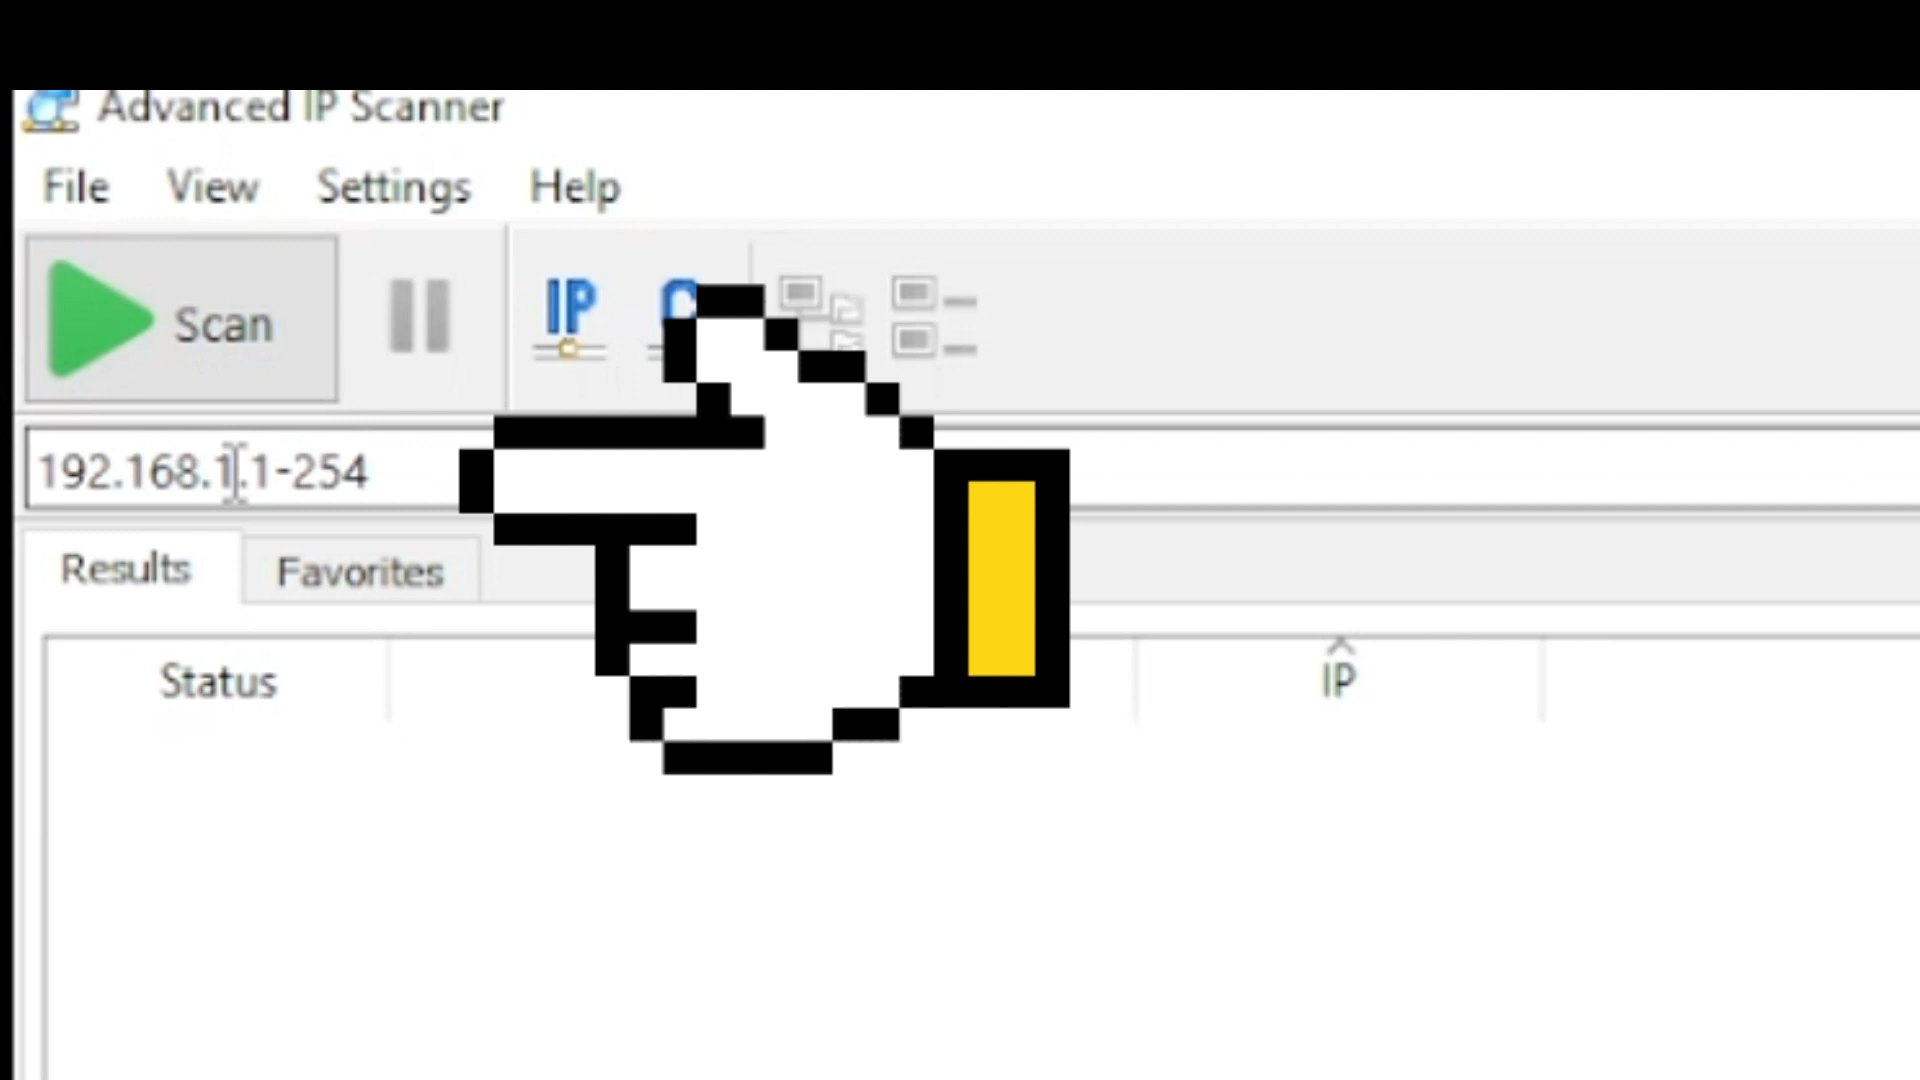 Advanced IP Scanner
File View Settings Help
Scan IP C
192.168.1.1-254
Results Favorites
Status IP